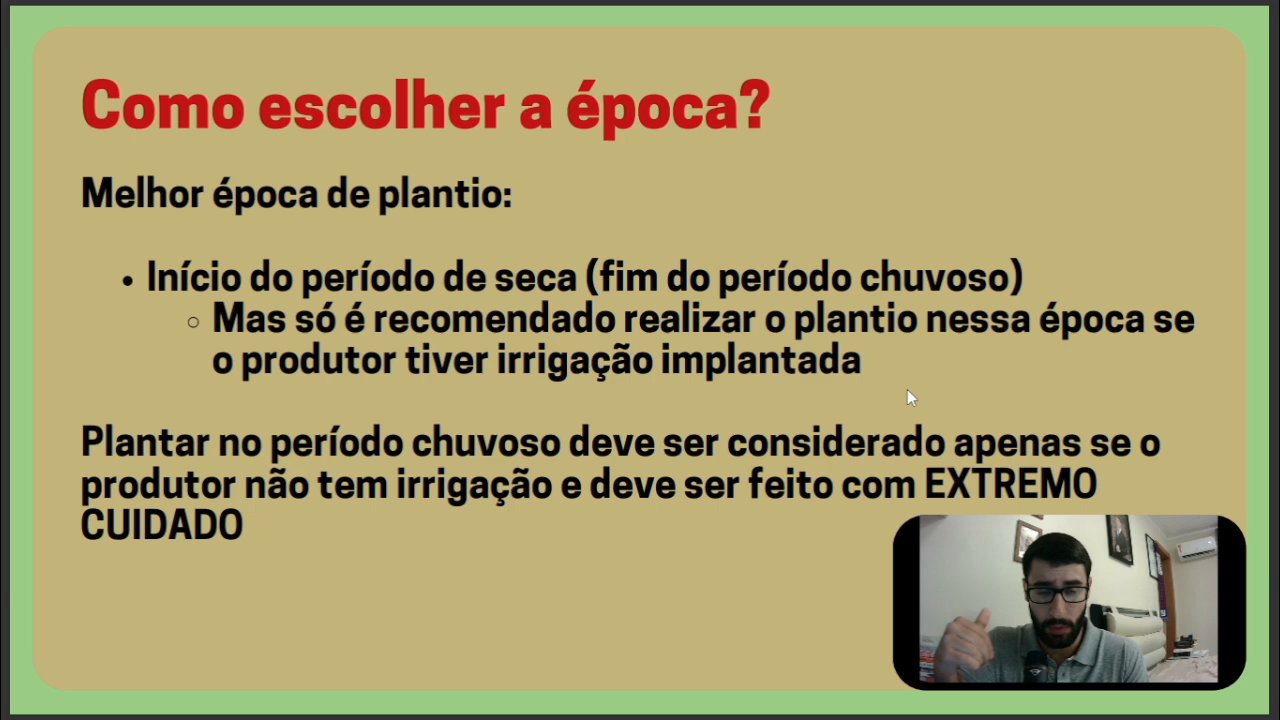 Como escolher a época?
Melhor época de plantio:
• Início do período de seca (fim do período chuvoso)
○ Mas só é recomendado realizar o plantio nessa época se
o produtor tiver irrigação implantada
Plantar no período chuvoso deve ser considerado apenas se o
produtor não tem irrigação e deve ser feito com EXTREMO
CUIDADO